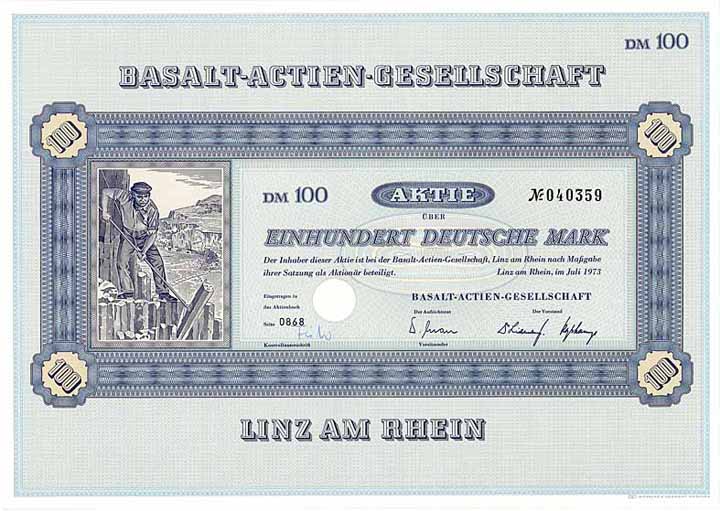 DM 100
BASALT-ACTIEN-GESELLSCHAFT
100
100
DM 100
AKTIE
№ 040359
ÜBER
EINHUNDERT DEUTSCHE MARK
Der Inhaber dieser Aktie ist bei der Basalt-Actien-Gesellschaft, Linz am Rhein nach Maßgabe
ihrer Satzung als Aktionär beteiligt. Linz am Rhein, im Juli 1973
Eingetragen in
das Aktienbuch
BASALT-ACTIEN-GESELLSCHAFT
Der Aufsichtsrat
Der Vorstand
Seite 0868
Kontrollunterschrift
Vorsitzender
100
100
LINZ AM RHEIN